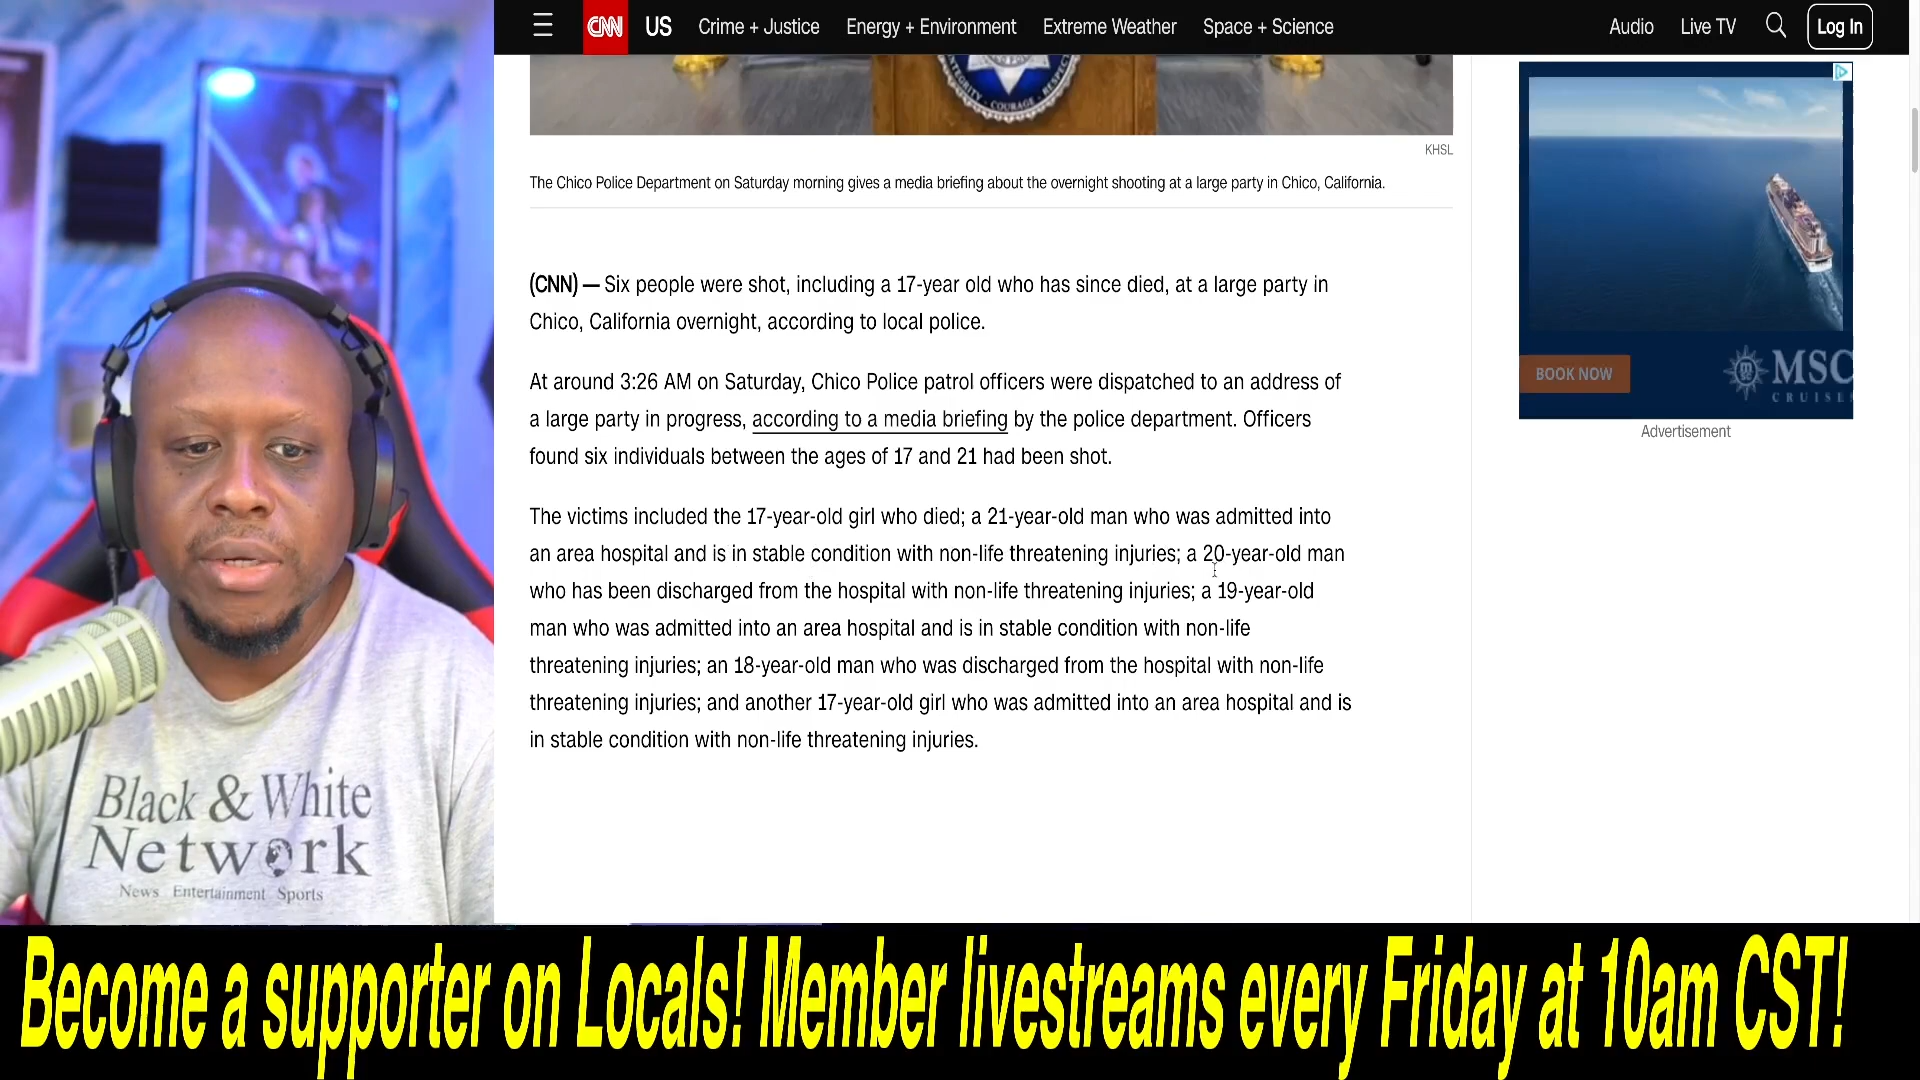 CNN US Crime + Justice Energy + Environment Extreme Weather Space + Science Audio Live TV Log In
INTEGRITY • COURAGE • RESPECT
KHSL
The Chico Police Department on Saturday morning gives a media briefing about the overnight shooting at a large party in Chico, California.
(CNN) — Six people were shot, including a 17-year old who has since died, at a large party in
Chico, California overnight, according to local police.
At around 3:26 AM on Saturday, Chico Police patrol officers were dispatched to an address of
a large party in progress, according to a media briefing by the police department. Officers
found six individuals between the ages of 17 and 21 had been shot.
The victims included the 17-year-old girl who died; a 21-year-old man who was admitted into
an area hospital and is in stable condition with non-life threatening injuries; a 20-year-old man
who has been discharged from the hospital with non-life threatening injuries; a 19-year-old
man who was admitted into an area hospital and is in stable condition with non-life
threatening injuries; an 18-year-old man who was discharged from the hospital with non-life
threatening injuries; and another 17-year-old girl who was admitted into an area hospital and is
in stable condition with non-life threatening injuries.
BOOK NOW
MSC
CRUISE
Advertisement
Black & White
Network
News Entertainment Sports
Become a supporter on Locals! Member livestreams every Friday at 10am CST!